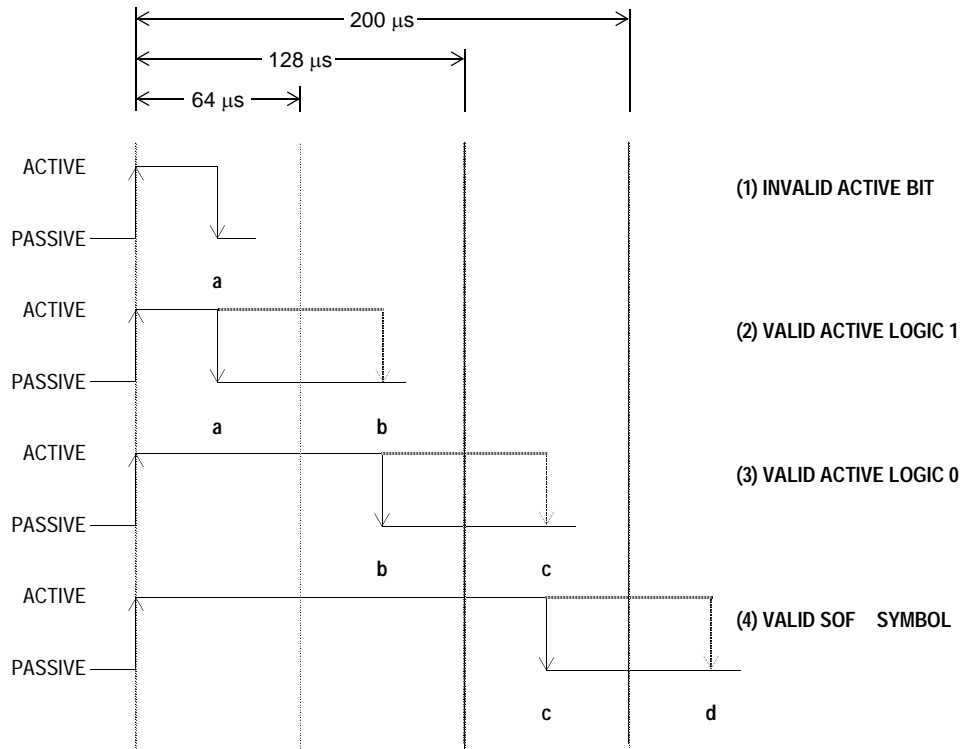 200 μs
128 μs
64 μs
ACTIVE
(1) INVALID ACTIVE BIT
PASSIVE
a
ACTIVE
(2) VALID ACTIVE LOGIC 1
PASSIVE
a b
ACTIVE
(3) VALID ACTIVE LOGIC 0
PASSIVE
b c
ACTIVE
(4) VALID SOF SYMBOL
PASSIVE
c d